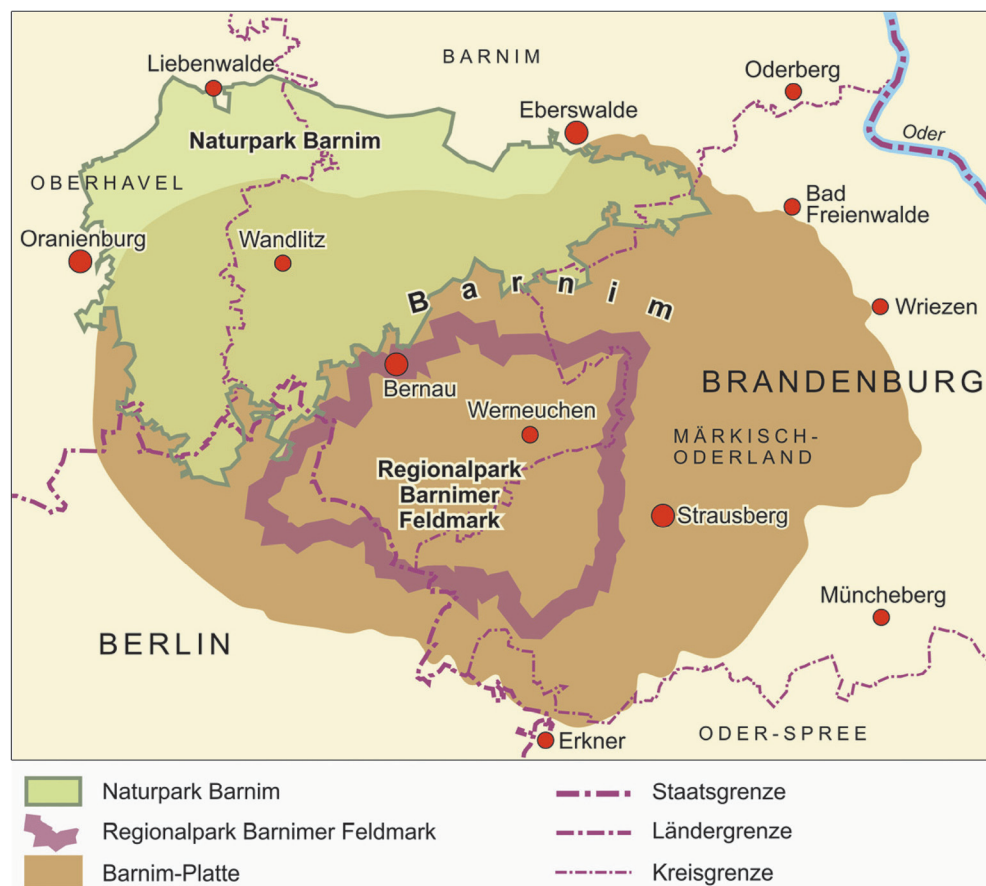 BARNIM
Liebenwalde
Oderberg
Eberswalde
Naturpark Barnim
Oder
OBERHAVEL
Bad
Freienwalde
Oranienburg
Wandlitz
Barnim
Wriezen
Bernau
BRANDENBURG
Werneuchen
MÄRKISCH-
ODERLAND
Regionalpark
Barnimer
Feldmark
Strausberg
Müncheberg
BERLIN
ODER-SPREE
Erkner
Naturpark Barnim
Regionalpark Barnimer Feldmark
Barnim-Platte
Staatsgrenze
Ländergrenze
Kreisgrenze